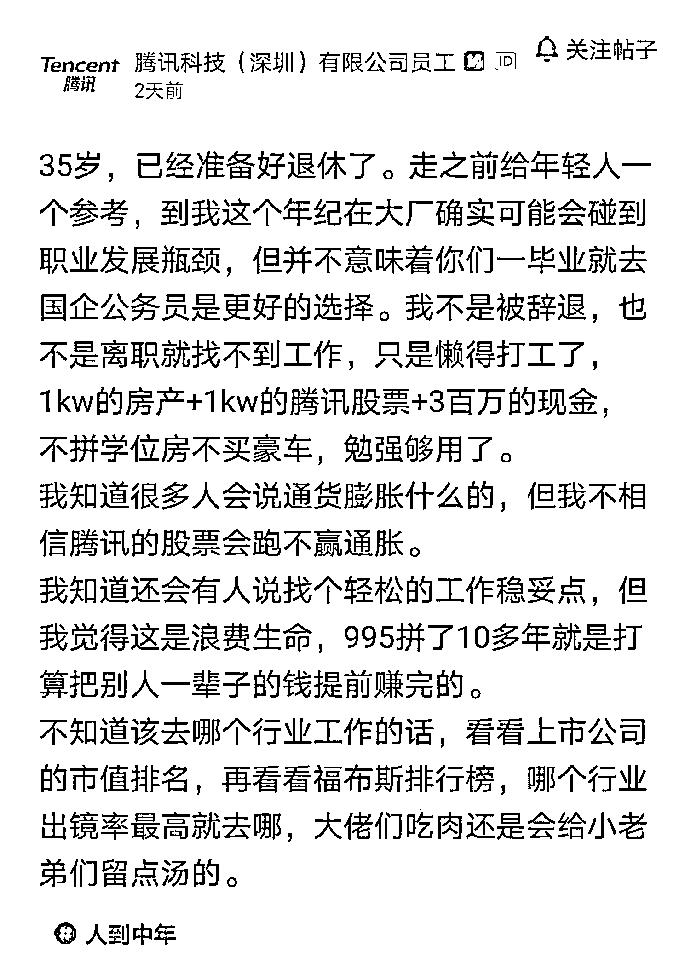 Tencent 腾讯科技（深圳）有限公司员工 JD 关注帖子
腾讯 2天前
35岁，已经准备好退休了。走之前给年轻人一
个参考，到我这个年纪在大厂确实可能会碰到
职业发展瓶颈，但并不意味着你们一毕业就去
国企公务员是更好的选择。我不是被辞退，也
不是离职就找不到工作，只是懒得打工了，
1kw的房产+1kw的腾讯股票+3百万的现金，
不拼学位房不买豪车，勉强够用了。
我知道很多人会说通货膨胀什么的，但我不相
信腾讯的股票会跑不赢通胀。
我知道还会有人说找个轻松的工作稳妥点，但
我觉得这是浪费生命，995拼了10多年就是打
算把别人一辈子的钱提前赚完的。
不知道该去哪个行业工作的话，看看上市公司
的市值排名，再看看福布斯排行榜，哪个行业
出镜率最高就去哪，大佬们吃肉还是会给小老
弟们留点汤的。
人到中年